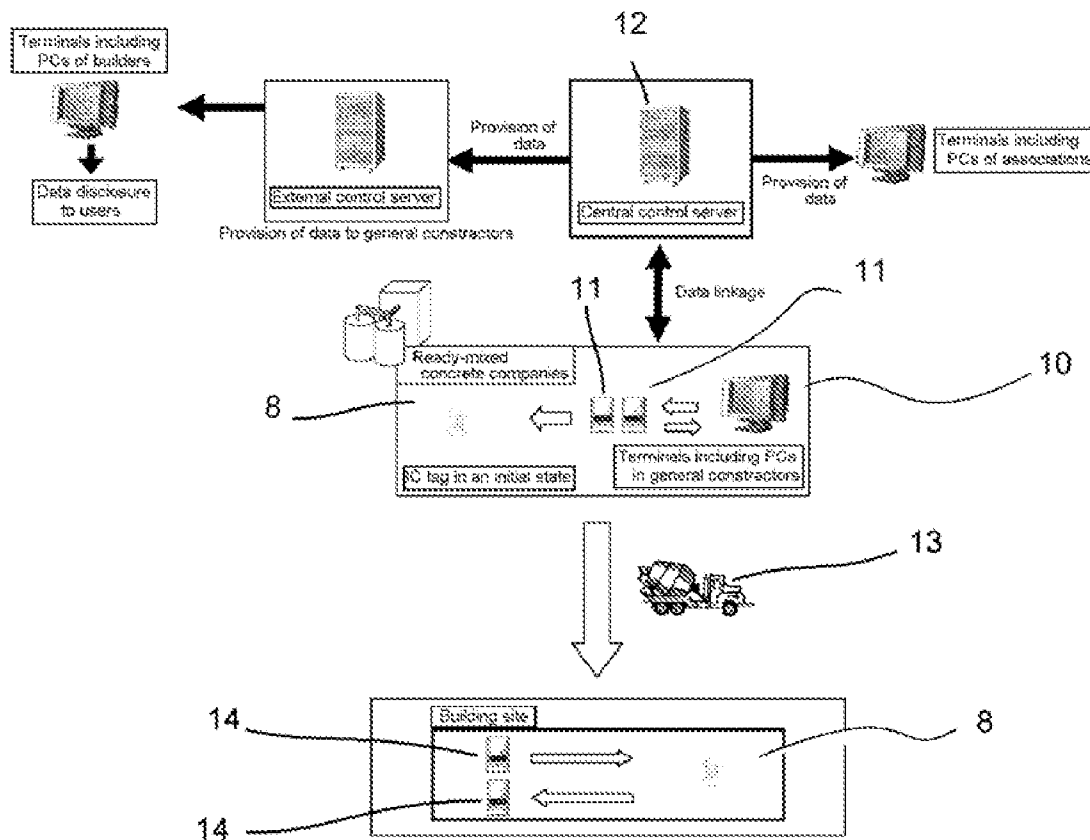 12
Terminals including
PCs of builders
Provision of
data
Terminals including
PCs of associations
Provision of
data
Data disclosure
to users
External control server
Central control server
Provision of data to general constractors
Data linkage
11
11
Ready-mixed
concrete companies
10
8
IC tag in an initial state
Terminals including PCs
in general constractors
13
Building site
14
8
14